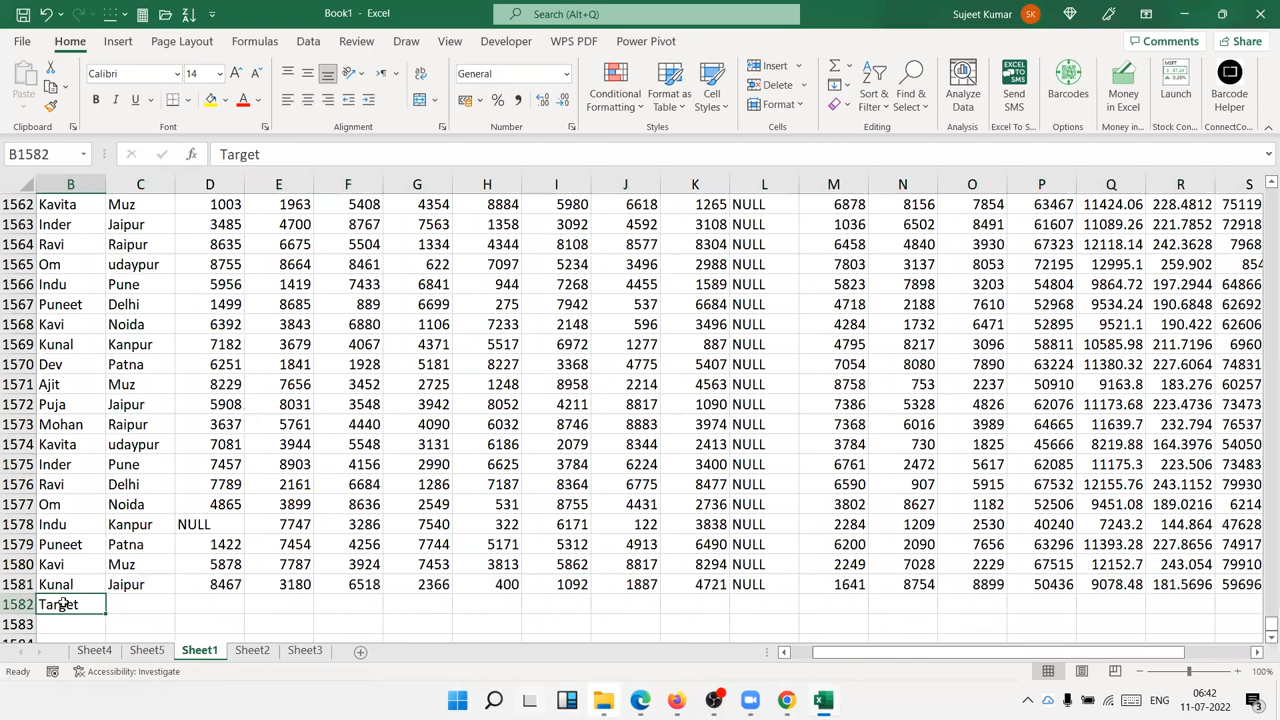 Book1 - Excel
Search (Alt+Q)
Sujeet Kumar
SK
File Home Insert Page Layout Formulas Data Review View Developer WPS PDF Power Pivot
Comments Share
Paste
Calibri 14
B I U
General
Conditional Formatting
Format as Table
Cell Styles
Insert
Delete
Format
Sort & Filter
Find & Select
Analyze Data
Send SMS
Barcodes
Money in Excel
Launch
Barcode Helper
Clipboard Font Alignment Number Styles Cells Editing Analysis Excel To S... Options Money in... Stock Con... ConnectCo...
B1582 fx Target
B C D E F G H I J K L M N O P Q R S
1562 Kavita Muz 1003 1963 5408 4354 8884 5980 6618 1265 NULL 6878 8156 7854 63467 11424.06 228.4812 75119
1563 Inder Jaipur 3485 4700 8767 7563 1358 3092 4592 3108 NULL 1036 6502 8491 61607 11089.26 221.7852 72918
1564 Ravi Raipur 8635 6675 5504 1334 4344 8108 8577 8304 NULL 6458 4840 3930 67323 12118.14 242.3628 7968
1565 Om udaypur 8755 8664 8461 622 7097 5234 3496 2988 NULL 7803 3137 8053 72195 12995.1 259.902 854
1566 Indu Pune 5956 1419 7433 6841 944 7268 4455 1589 NULL 5823 7898 3203 54804 9864.72 197.2944 64866
1567 Puneet Delhi 1499 8685 889 6699 275 7942 537 6684 NULL 4718 2188 7610 52968 9534.24 190.6848 62692
1568 Kavi Noida 6392 3843 6880 1106 7233 2148 596 3496 NULL 4284 1732 6471 52895 9521.1 190.422 62606
1569 Kunal Kanpur 7182 3679 4067 4371 5517 6972 1277 887 NULL 4795 8217 3096 58811 10585.98 211.7196 6960
1570 Dev Patna 6251 1841 1928 5181 8227 3368 4775 5407 NULL 7054 8080 7890 63224 11380.32 227.6064 74831
1571 Ajit Muz 8229 7656 3452 2725 1248 8958 2214 4563 NULL 8758 753 2237 50910 9163.8 183.276 60257
1572 Puja Jaipur 5908 8031 3548 3942 8052 4211 8817 1090 NULL 7386 5328 4826 62076 11173.68 223.4736 73473
1573 Mohan Raipur 3637 5761 4440 4090 6032 8746 8883 3974 NULL 7368 6016 3989 64665 11639.7 232.794 76537
1574 Kavita udaypur 7081 3944 5548 3131 6186 2079 8344 2413 NULL 3784 730 1825 45666 8219.88 164.3976 54050
1575 Inder Pune 7457 8903 4156 2990 6625 3784 6224 3400 NULL 6761 2472 5617 62085 11175.3 223.506 73483
1576 Ravi Delhi 7789 2161 6684 1286 7187 8364 6775 8477 NULL 6590 907 5915 67532 12155.76 243.1152 79930
1577 Om Noida 4865 3899 8636 2549 531 8755 4431 2736 NULL 3802 8627 1182 52506 9451.08 189.0216 6214
1578 Indu Kanpur NULL 7747 3286 7540 322 6171 122 3838 NULL 2284 1209 2530 40240 7243.2 144.864 47628
1579 Puneet Patna 1422 7454 4256 7744 5171 5312 4913 6490 NULL 6200 2090 7656 63296 11393.28 227.8656 74917
1580 Kavi Muz 5878 7787 3924 7453 3813 5862 8817 8294 NULL 2249 7028 2229 67515 12152.7 243.054 79910
1581 Kunal Jaipur 8467 3180 6518 2366 400 1092 1887 4721 NULL 1641 8754 8899 50436 9078.48 181.5696 59696
1582 Target
1583
Sheet4 Sheet5 Sheet1 Sheet2 Sheet3
Ready Accessibility: Investigate 100%
ENG 06:42
11-07-2022
3